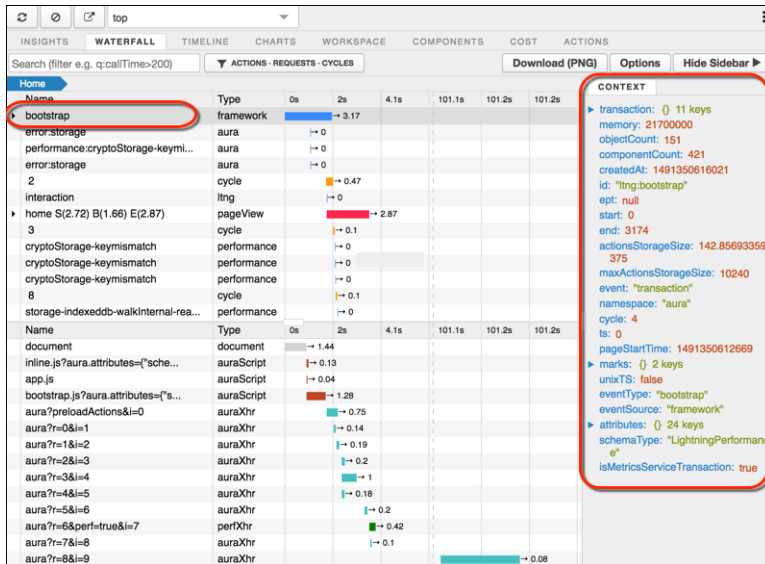 top
INSIGHTS WATERFALL TIMELINE CHARTS WORKSPACE COMPONENTS COST ACTIONS
Search (filter e.g. q:callTime>200) ACTIONS - REQUESTS - CYCLES Download (PNG) Options Hide Sidebar
Home CONTEXT
Name Type 0s 2s 4.1s 101.1s 101.2s 101.2s
bootstrap framework → 3.17
error:storage aura → 0
performance:cryptoStorage-keymi... aura → 0
error:storage aura → 0
2 cycle → 0.47
interaction ltng → 0
home S(2.72) B(1.66) E(2.87) pageView → 2.87
3 cycle → 0.1
cryptoStorage-keymismatch performance → 0
cryptoStorage-keymismatch performance → 0
cryptoStorage-keymismatch performance → 0
8 cycle → 0.1
storage-indexeddb-walkInternal-rea... performance → 0
Name Type 0s 2s 4.1s 101.1s 101.2s 101.2s
document document → 1.44
inline.js?aura.attributes={"sche... auraScript → 0.13
app.js auraScript → 0.04
bootstrap.js?aura.attributes={"s... auraScript → 1.28
aura?preloadActions&i=0 auraXhr → 0.75
aura?r=0&i=1 auraXhr → 0.14
aura?r=1&i=2 auraXhr → 0.19
aura?r=2&i=3 auraXhr → 0.2
aura?r=3&i=4 auraXhr → 1
aura?r=4&i=5 auraXhr → 0.18
aura?r=5&i=6 auraXhr → 0.2
aura?r=6&perf=true&i=7 perfXhr → 0.42
aura?r=7&i=8 auraXhr → 0.1
aura?r=8&i=9 auraXhr → 0.08
transaction: {} 11 keys
memory: 21700000
objectCount: 151
componentCount: 421
createdAt: 1491350616021
id: "ltng:bootstrap"
ept: null
start: 0
end: 3174
actionsStorageSize: 142.85693359
375
maxActionsStorageSize: 10240
event: "transaction"
namespace: "aura"
cycle: 4
ts: 0
pageStartTime: 1491350612669
marks: {} 2 keys
unixTS: false
eventType: "bootstrap"
eventSource: "framework"
attributes: {} 24 keys
schemaType: "LightningPerformanc
e"
isMetricsServiceTransaction: true